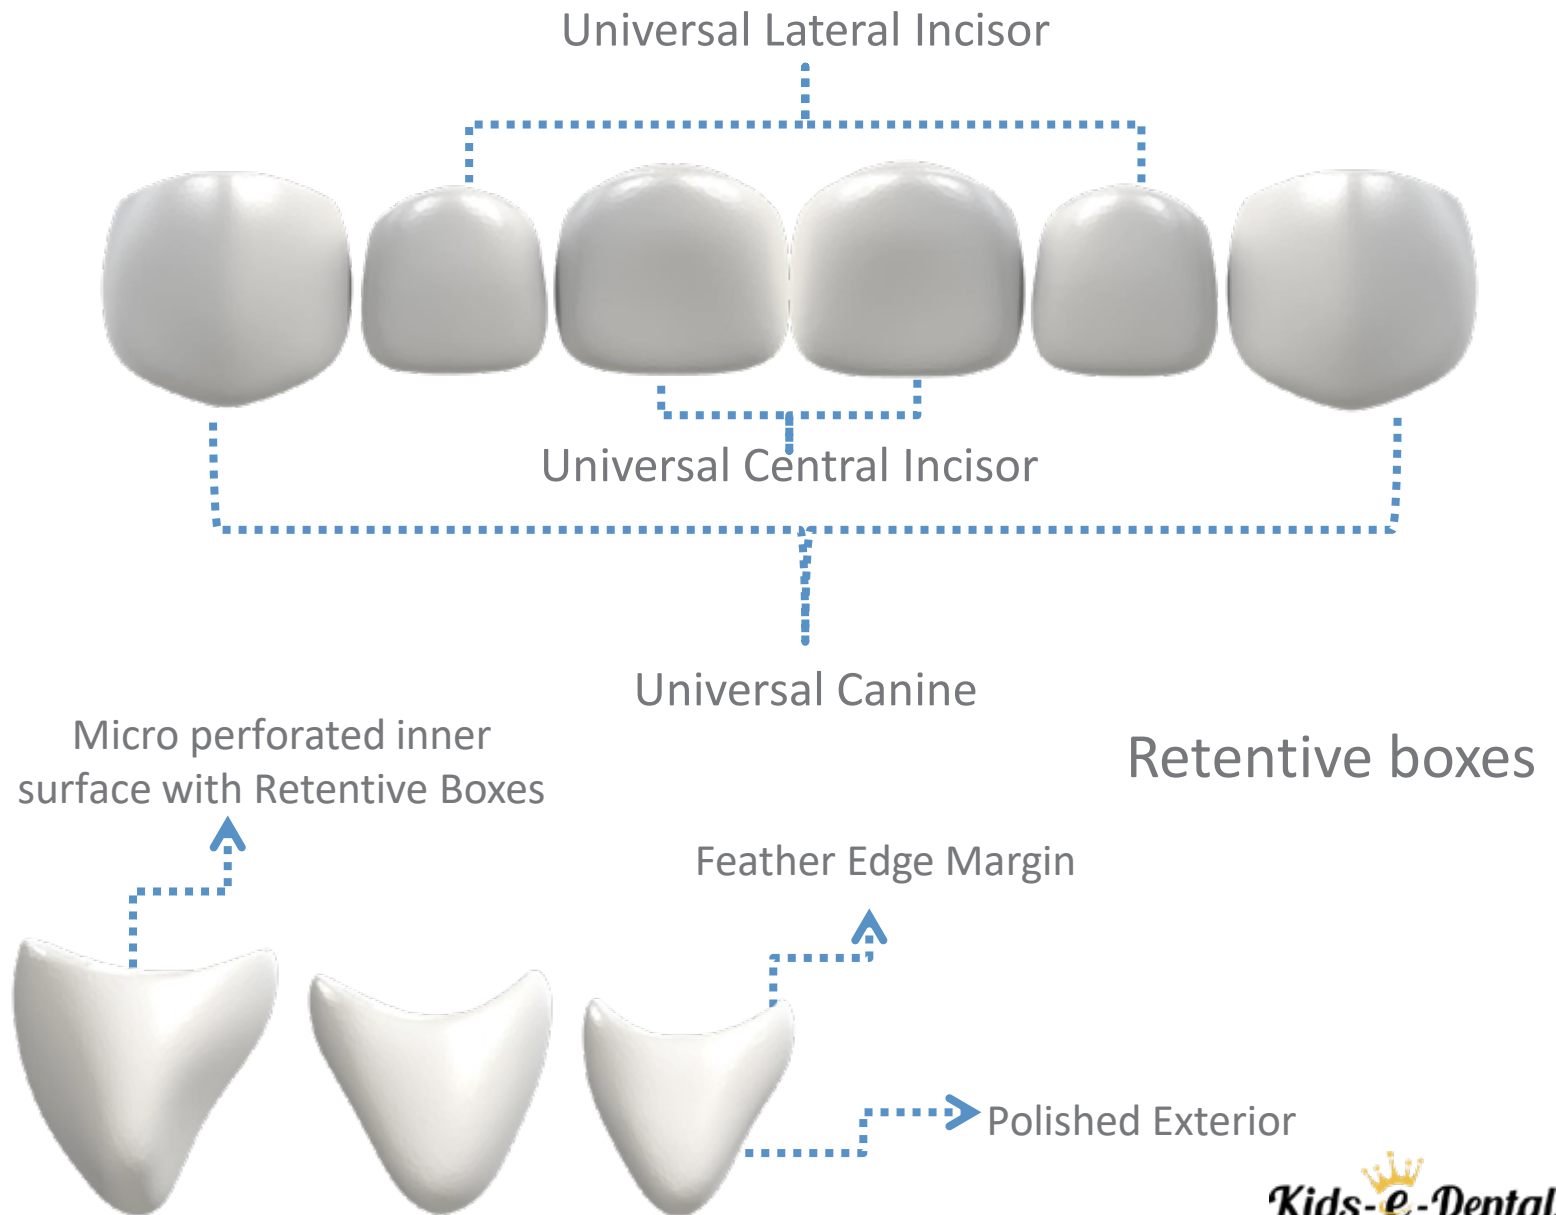 Universal Lateral Incisor
Universal Central Incisor
Universal Canine
Micro perforated inner
surface with Retentive Boxes
Retentive boxes
Feather Edge Margin
Polished Exterior
Kids-e-Dental